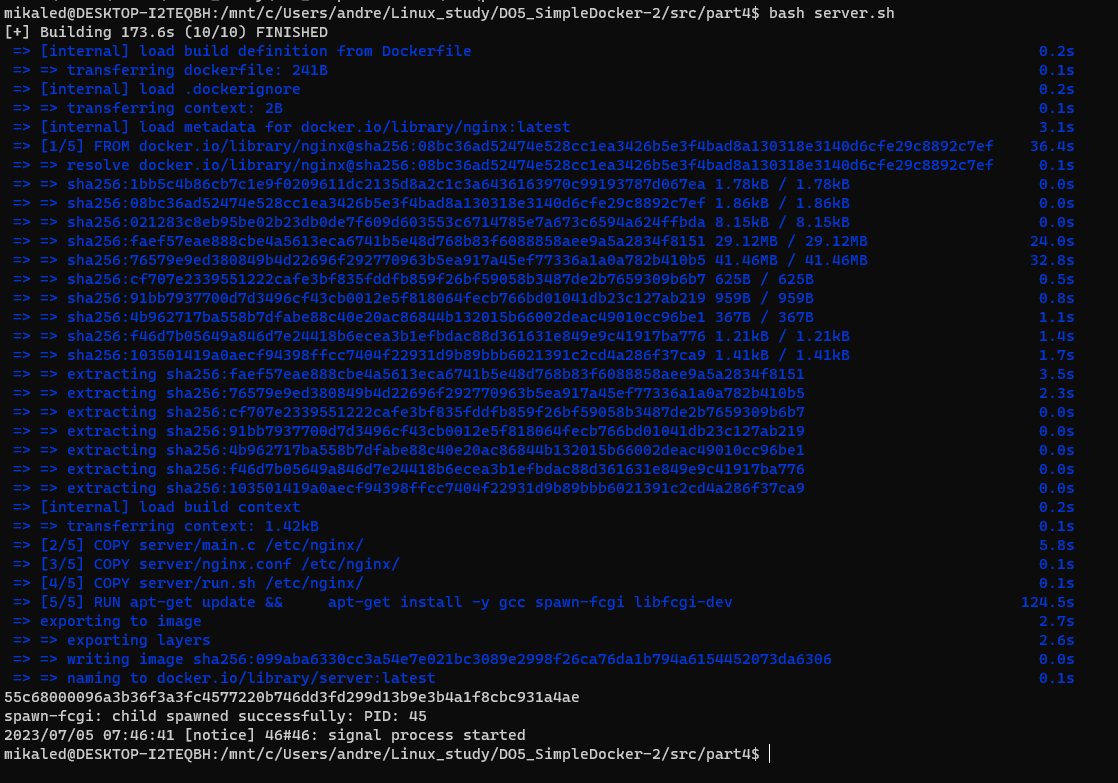 mikaled@DESKTOP-I2TEQBH:/mnt/c/Users/andre/Linux_study/DO5_SimpleDocker-2/src/part4$ bash server.sh
[+] Building 173.6s (10/10) FINISHED
=> [internal] load build definition from Dockerfile 0.2s
=> => transferring dockerfile: 241B 0.1s
=> [internal] load .dockerignore 0.2s
=> => transferring context: 2B 0.1s
=> [internal] load metadata for docker.io/library/nginx:latest 3.1s
=> [1/5] FROM docker.io/library/nginx@sha256:08bc36ad52474e528cc1ea3426b5e3f4bad8a130318e3140d6cfe29c8892c7ef 36.4s
=> => resolve docker.io/library/nginx@sha256:08bc36ad52474e528cc1ea3426b5e3f4bad8a130318e3140d6cfe29c8892c7ef 0.1s
=> => sha256:1bb5c4b86cb7c1e9f0209611dc2135d8a2c1c3a6436163970c99193787d067ea 1.78kB / 1.78kB 0.0s
=> => sha256:08bc36ad52474e528cc1ea3426b5e3f4bad8a130318e3140d6cfe29c8892c7ef 1.86kB / 1.86kB 0.0s
=> => sha256:021283c8eb95be02b23db0de7f609d603553c6714785e7a673c6594a624ffbda 8.15kB / 8.15kB 0.0s
=> => sha256:faef57eae888cbe4a5613eca6741b5e48d768b83f6088858aee9a5a2834f8151 29.12MB / 29.12MB 24.0s
=> => sha256:76579e9ed380849b4d22696f292770963b5ea917a45ef77336a1a0a782b410b5 41.46MB / 41.46MB 32.8s
=> => sha256:cf707e2339551222cafe3bf835fddfb859f26bf59058b3487de2b7659309b6b7 625B / 625B 0.5s
=> => sha256:91bb7937700d7d3496cf43cb0012e5f818064fecb766bd01041db23c127ab219 959B / 959B 0.8s
=> => sha256:4b962717ba558b7dfabe88c40e20ac86844b132015b66002deac49010cc96be1 367B / 367B 1.1s
=> => sha256:f46d7b05649a846d7e24418b6ecea3b1efbdac88d361631e849e9c41917ba776 1.21kB / 1.21kB 1.4s
=> => sha256:103501419a0aecf94398ffcc7404f22931d9b89bbb6021391c2cd4a286f37ca9 1.41kB / 1.41kB 1.7s
=> => extracting sha256:faef57eae888cbe4a5613eca6741b5e48d768b83f6088858aee9a5a2834f8151 3.5s
=> => extracting sha256:76579e9ed380849b4d22696f292770963b5ea917a45ef77336a1a0a782b410b5 2.3s
=> => extracting sha256:cf707e2339551222cafe3bf835fddfb859f26bf59058b3487de2b7659309b6b7 0.0s
=> => extracting sha256:91bb7937700d7d3496cf43cb0012e5f818064fecb766bd01041db23c127ab219 0.0s
=> => extracting sha256:4b962717ba558b7dfabe88c40e20ac86844b132015b66002deac49010cc96be1 0.0s
=> => extracting sha256:f46d7b05649a846d7e24418b6ecea3b1efbdac88d361631e849e9c41917ba776 0.0s
=> => extracting sha256:103501419a0aecf94398ffcc7404f22931d9b89bbb6021391c2cd4a286f37ca9 0.0s
=> [internal] load build context 0.2s
=> => transferring context: 1.42kB 0.1s
=> [2/5] COPY server/main.c /etc/nginx/ 5.8s
=> [3/5] COPY server/nginx.conf /etc/nginx/ 0.1s
=> [4/5] COPY server/run.sh /etc/nginx/ 0.1s
=> [5/5] RUN apt-get update &&     apt-get install -y gcc spawn-fcgi libfcgi-dev 124.5s
=> exporting to image 2.7s
=> => exporting layers 2.6s
=> => writing image sha256:099aba6330cc3a54e7e021bc3089e2998f26ca76da1b794a6154452073da6306 0.0s
=> => naming to docker.io/library/server:latest 0.1s
55c68000096a3b36f3a3fc4577220b746dd3fd299d13b9e3b4a1f8cbc931a4ae
spawn-fcgi: child spawned successfully: PID: 45
2023/07/05 07:46:41 [notice] 46#46: signal process started
mikaled@DESKTOP-I2TEQBH:/mnt/c/Users/andre/Linux_study/DO5_SimpleDocker-2/src/part4$